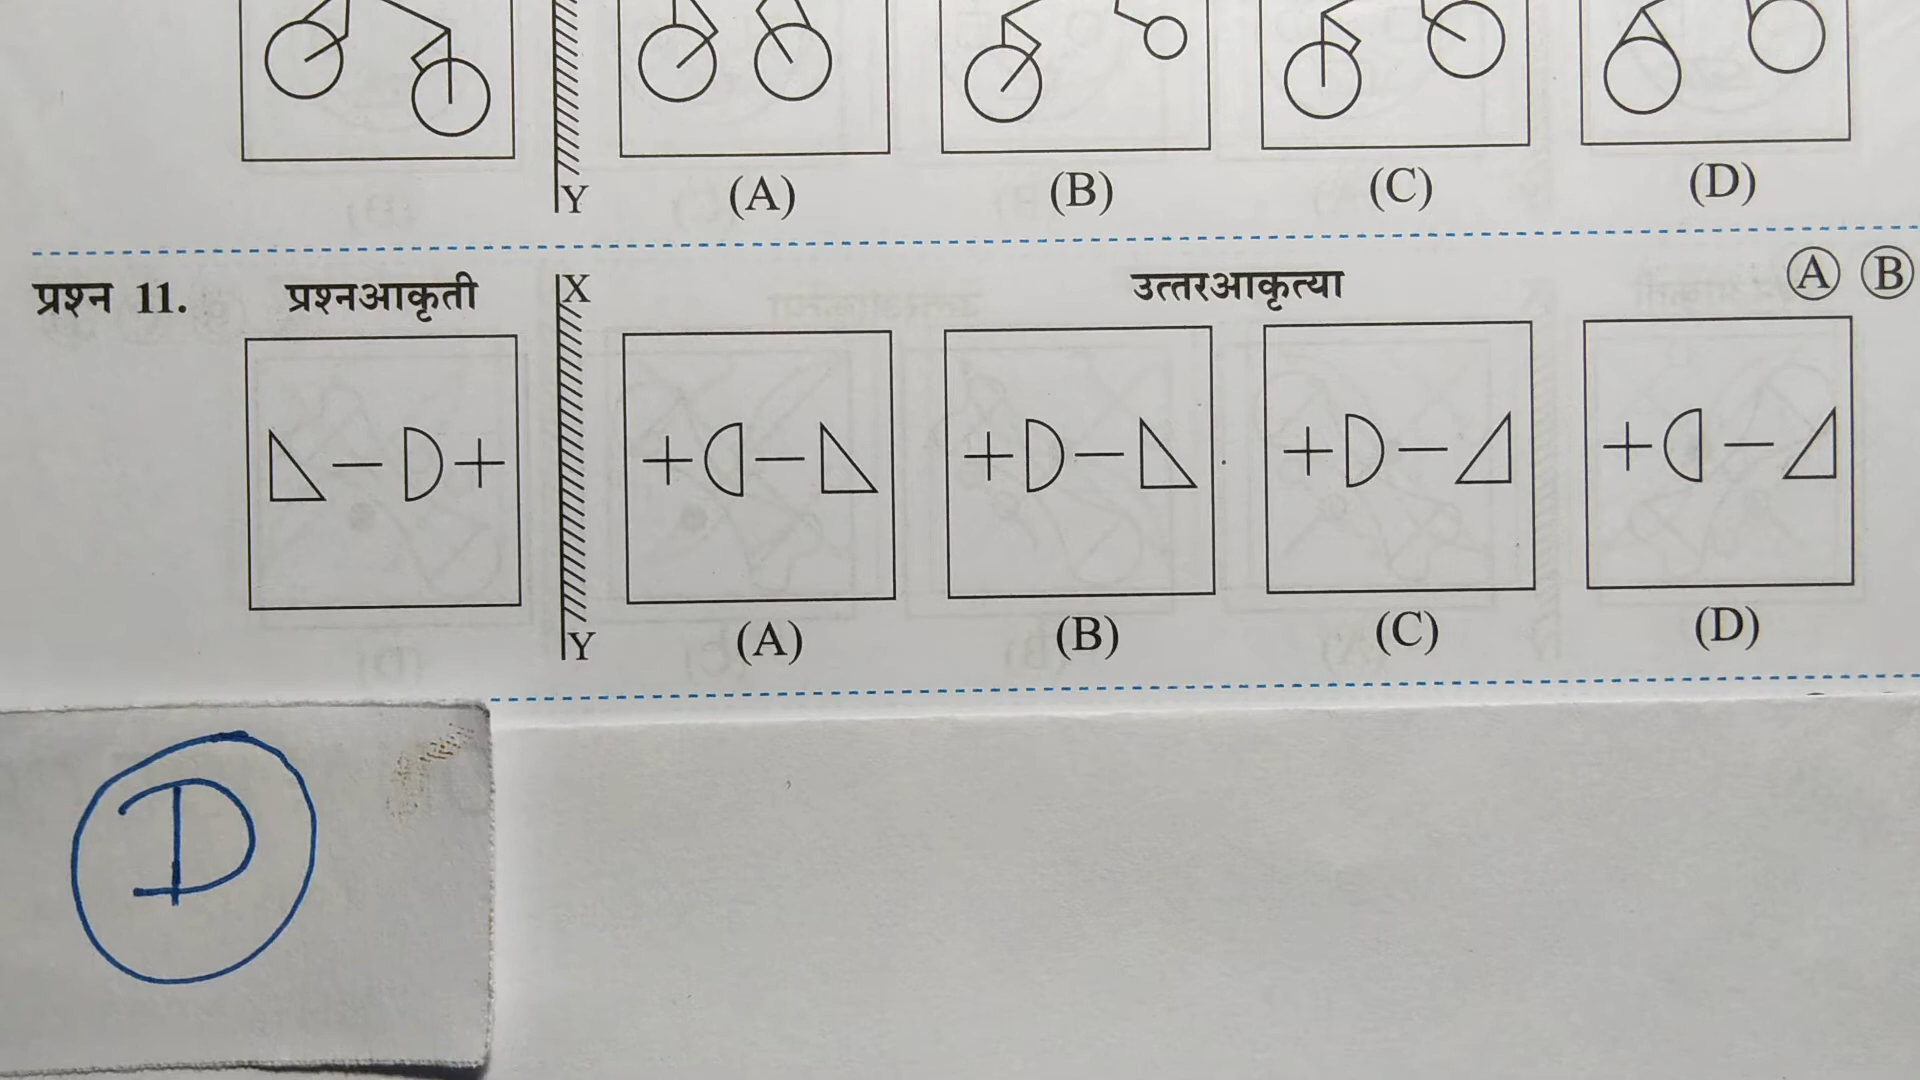 Y (A) (B) (C) (D)
प्रश्न 11. प्रश्नआकृती X उत्तरआकृत्या Ⓐ Ⓑ
Y (A) (B) (C) (D)
D